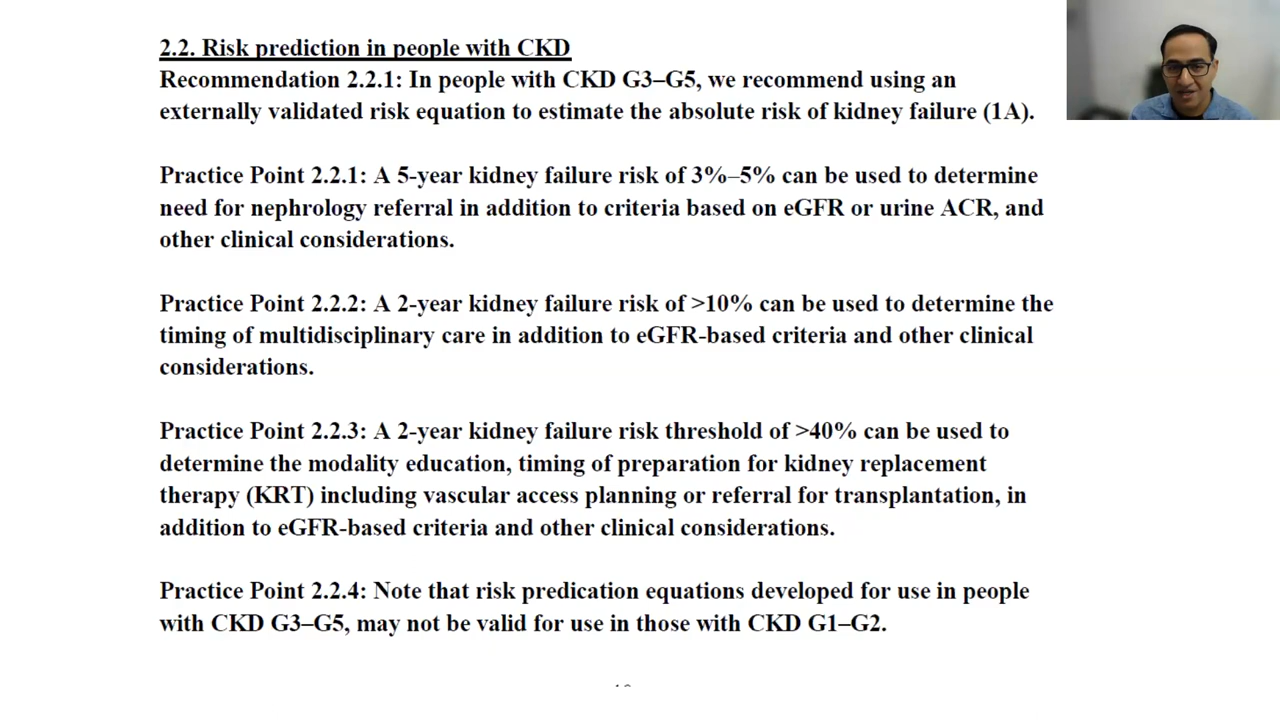 2.2. Risk prediction in people with CKD
Recommendation 2.2.1: In people with CKD G3–G5, we recommend using an
externally validated risk equation to estimate the absolute risk of kidney failure (1A).
Practice Point 2.2.1: A 5-year kidney failure risk of 3%–5% can be used to determine
need for nephrology referral in addition to criteria based on eGFR or urine ACR, and
other clinical considerations.
Practice Point 2.2.2: A 2-year kidney failure risk of >10% can be used to determine the
timing of multidisciplinary care in addition to eGFR-based criteria and other clinical
considerations.
Practice Point 2.2.3: A 2-year kidney failure risk threshold of >40% can be used to
determine the modality education, timing of preparation for kidney replacement
therapy (KRT) including vascular access planning or referral for transplantation, in
addition to eGFR-based criteria and other clinical considerations.
Practice Point 2.2.4: Note that risk predication equations developed for use in people
with CKD G3–G5, may not be valid for use in those with CKD G1–G2.